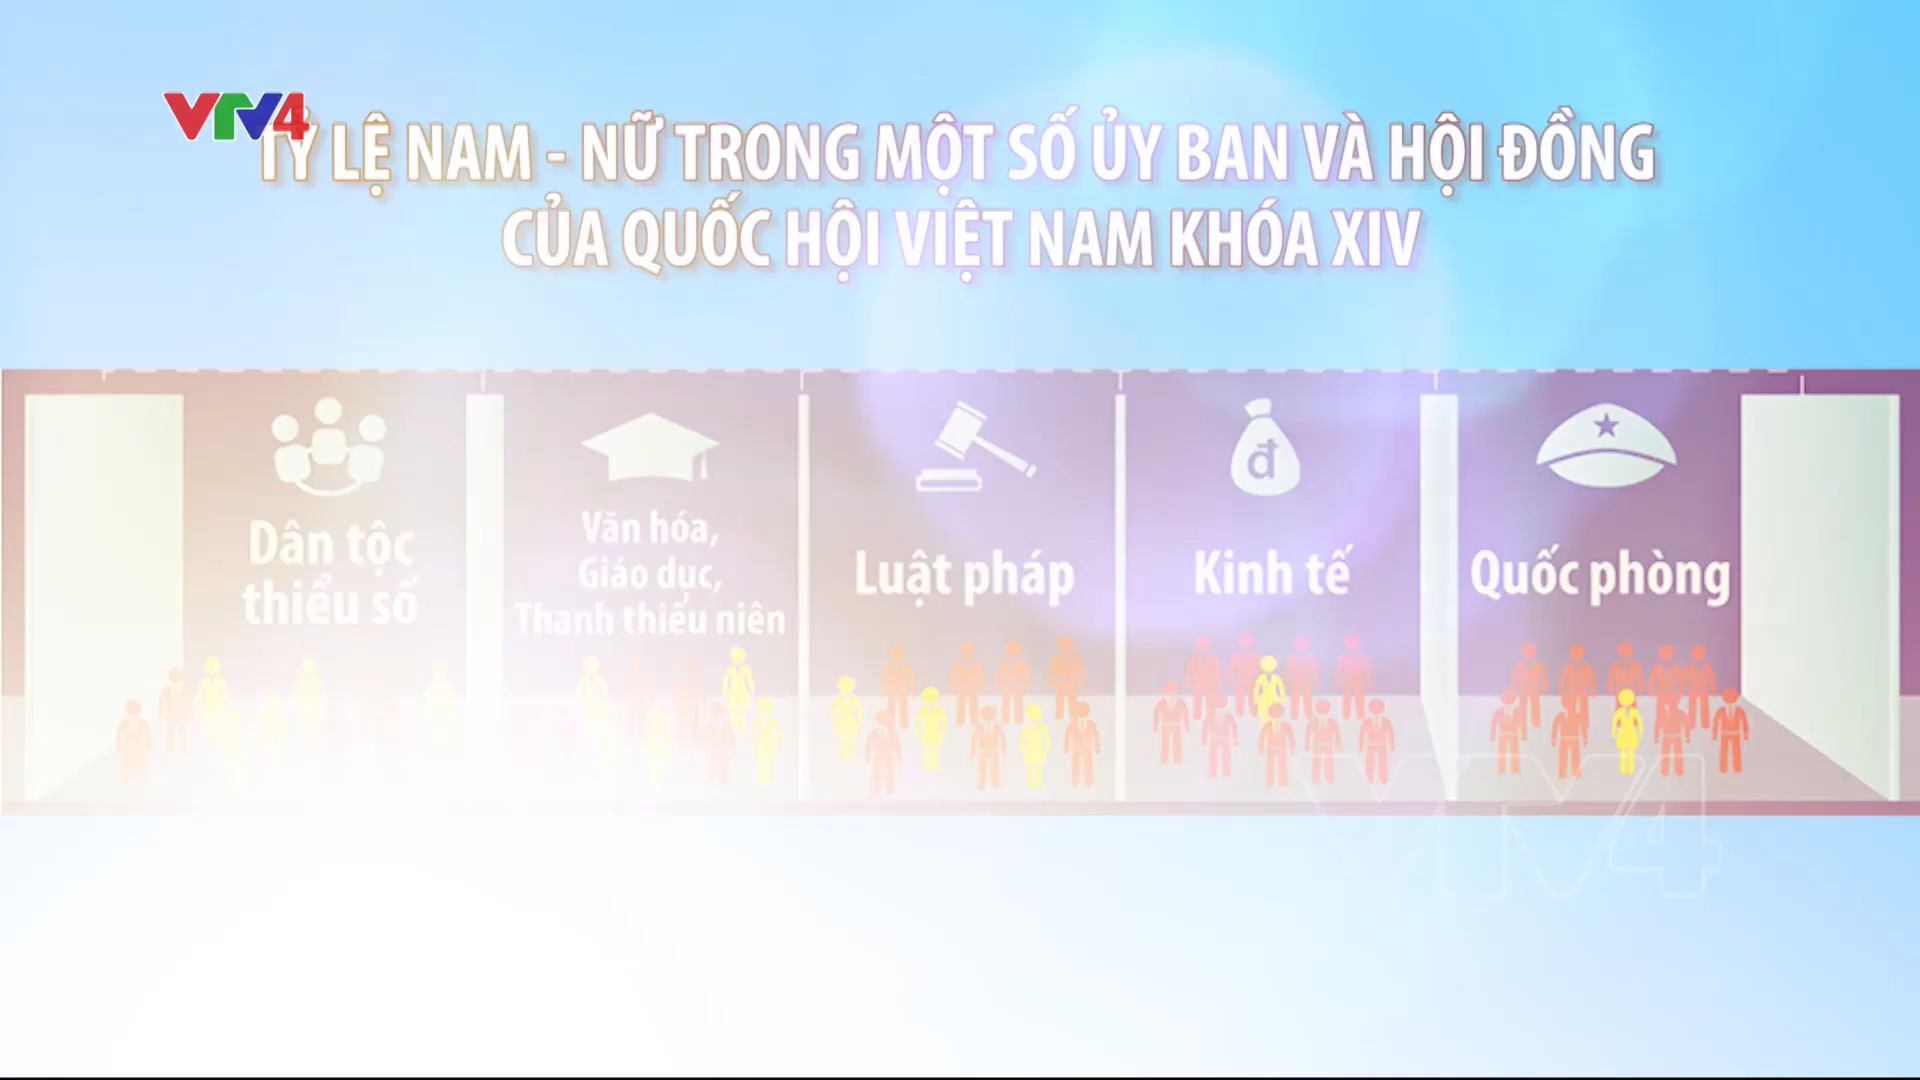 VTV4
TỶ LỆ NAM - NỮ TRONG MỘT SỐ ỦY BAN VÀ HỘI ĐỒNG
CỦA QUỐC HỘI VIỆT NAM KHÓA XIV
Dân tộc
thiểu số
Văn hóa,
Giáo dục,
Thanh thiếu niên
Luật pháp
đ
Kinh tế
Quốc phòng
VTV4